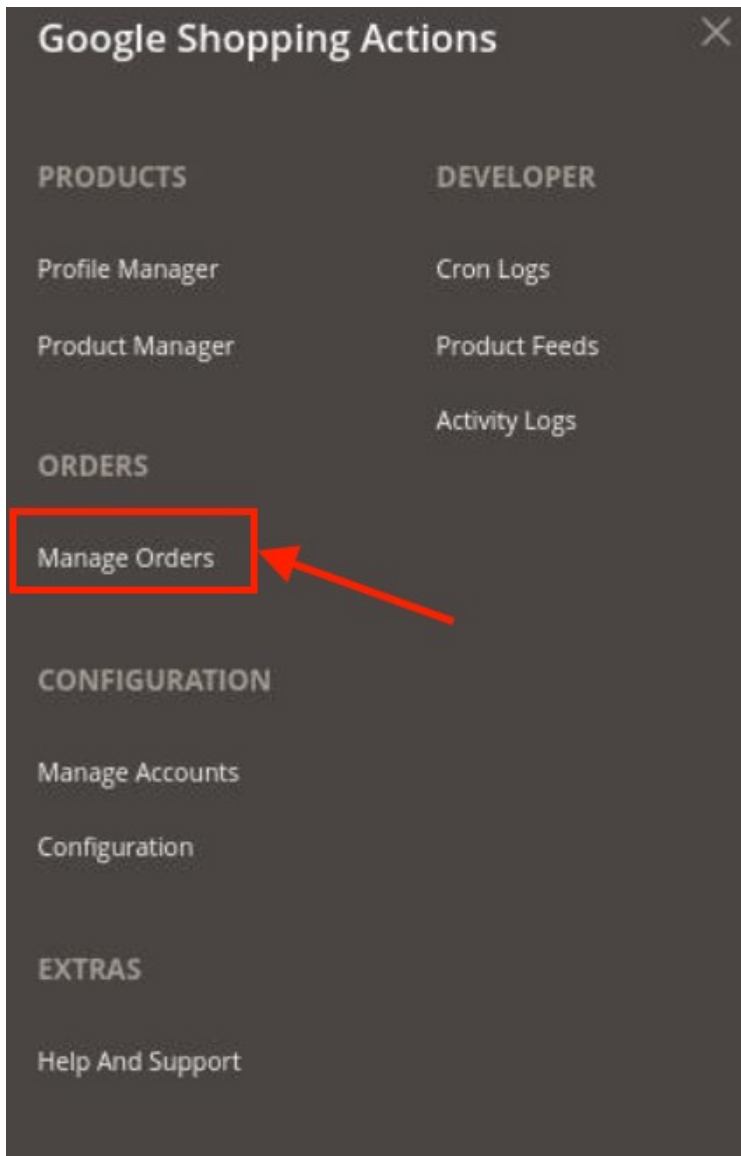 Google Shopping Actions
PRODUCTS
Profile Manager
Product Manager
ORDERS
Manage Orders
CONFIGURATION
Manage Accounts
Configuration
EXTRAS
Help And Support
DEVELOPER
Cron Logs
Product Feeds
Activity Logs